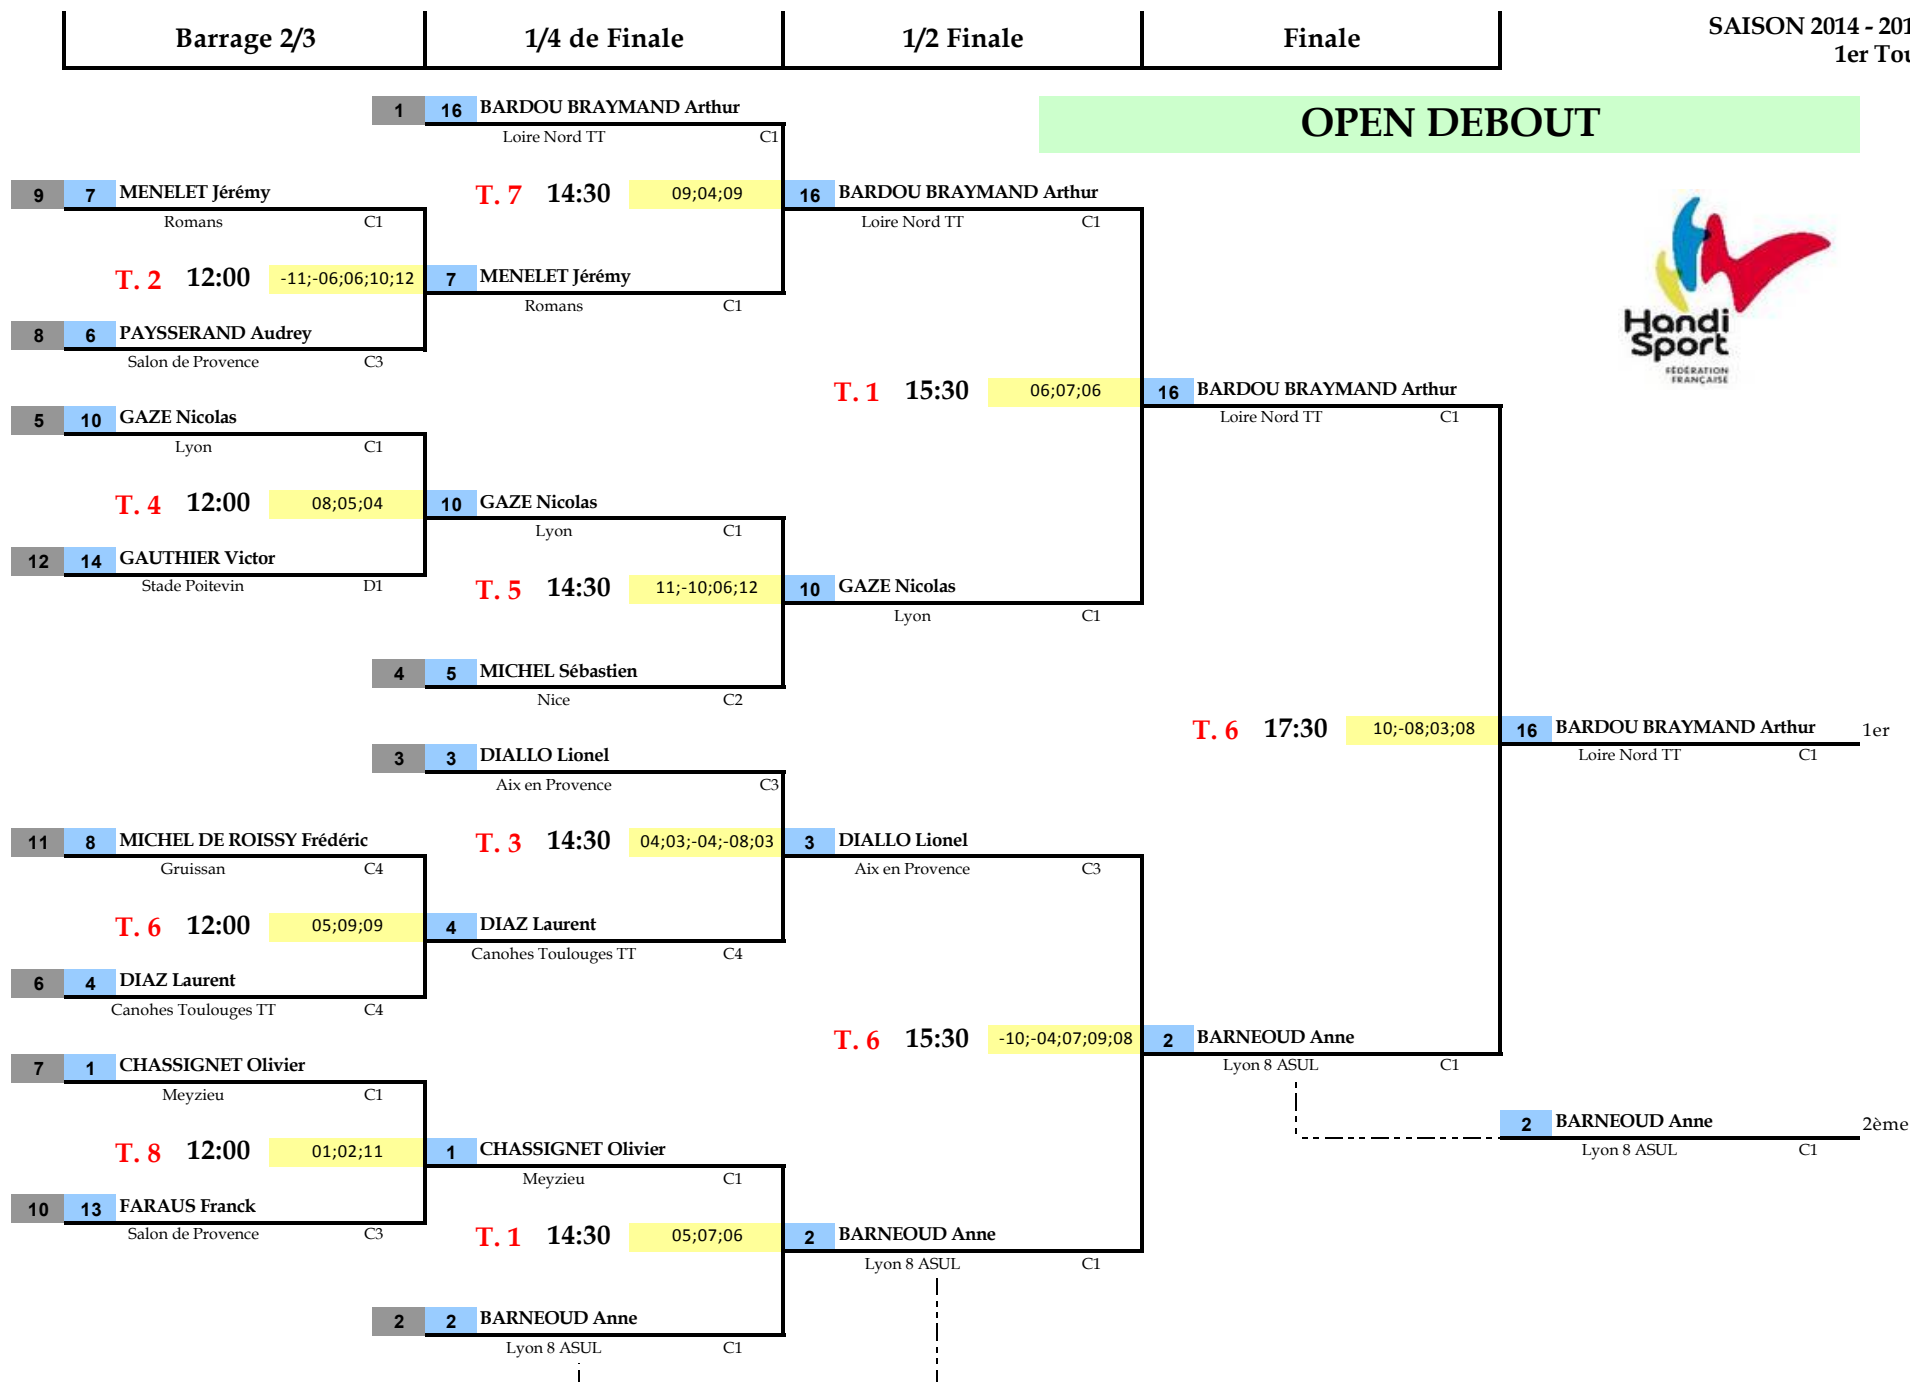 Barrage 2/3 1/4 de Finale 1/2 Finale Finale SAISON 2014 - 201
1er Tou
1 16 BARDOU BRAYMAND Arthur
Loire Nord TT C1
OPEN DEBOUT
9 7 MENELET Jérémy T. 7 14:30 09;04;09 16 BARDOU BRAYMAND Arthur
Romans C1 Loire Nord TT C1
T. 2 12:00 -11;-06;06;10;12 7 MENELET Jérémy
Romans C1
8 6 PAYSSERAND Audrey
Salon de Provence C3
Handi
Sport
FÉDÉRATION
FRANÇAISE
T. 1 15:30 06;07;06 16 BARDOU BRAYMAND Arthur
5 10 GAZE Nicolas Loire Nord TT C1
Lyon C1
T. 4 12:00 08;05;04 10 GAZE Nicolas
Lyon C1
12 14 GAUTHIER Victor
Stade Poitevin D1 T. 5 14:30 11;-10;06;12 10 GAZE Nicolas
Lyon C1
4 5 MICHEL Sébastien
Nice C2
T. 6 17:30 10;-08;03;08 16 BARDOU BRAYMAND Arthur 1er
3 3 DIALLO Lionel Loire Nord TT C1
Aix en Provence C3
11 8 MICHEL DE ROISSY Frédéric T. 3 14:30 04;03;-04;-08;03 3 DIALLO Lionel
Gruissan C4 Aix en Provence C3
T. 6 12:00 05;09;09 4 DIAZ Laurent
Canohes Toulouges TT C4
6 4 DIAZ Laurent
Canohes Toulouges TT C4
T. 6 15:30 -10;-04;07;09;08 2 BARNEOUD Anne
7 1 CHASSIGNET Olivier Lyon 8 ASUL C1
Meyzieu C1
2 BARNEOUD Anne 2ème
T. 8 12:00 01;02;11 1 CHASSIGNET Olivier Lyon 8 ASUL C1
Meyzieu C1
10 13 FARAUS Franck
Salon de Provence C3 T. 1 14:30 05;07;06 2 BARNEOUD Anne
Lyon 8 ASUL C1
2 2 BARNEOUD Anne
Lyon 8 ASUL C1